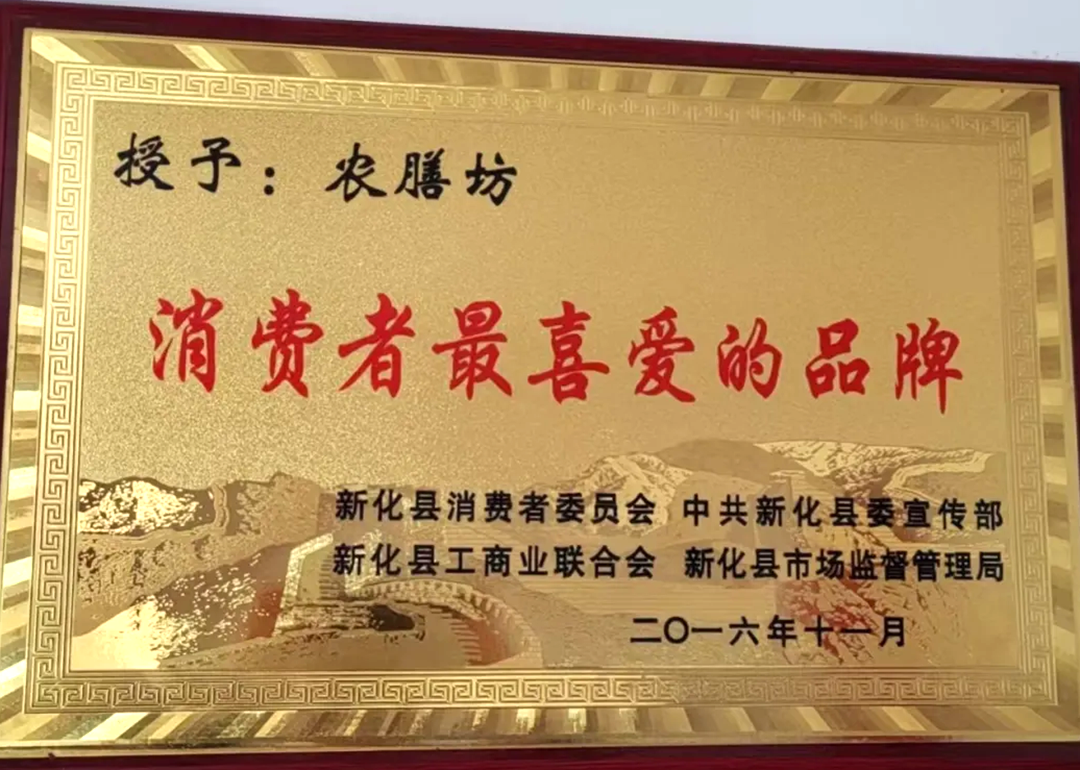 授予：农膳坊
消费者最喜爱的品牌
新化县消费者委员会 中共新化县委宣传部
新化县工商业联合会 新化县市场监督管理局
二〇一六年十一月